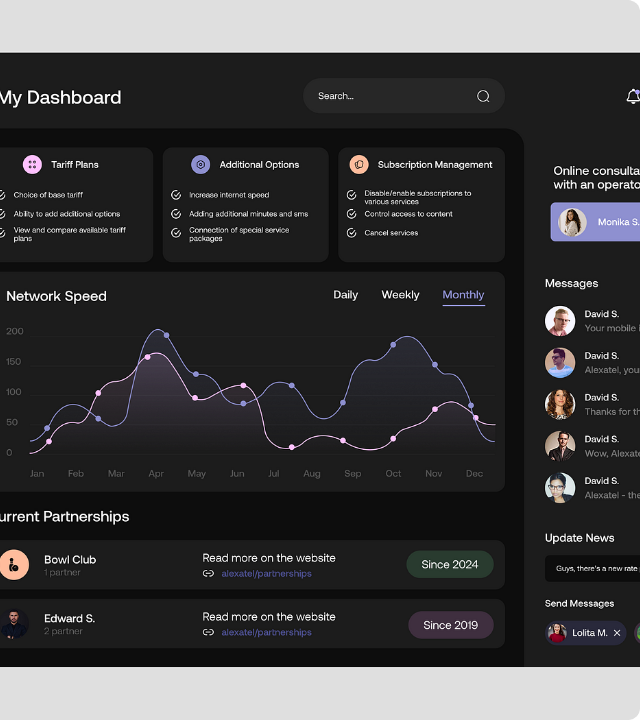 My Dashboard
Search...
Tariff Plans
Choice of base tariff
Ability to add additional options
View and compare available tariff
plans
Additional Options
Increase internet speed
Adding additional minutes and sms
Connection of special service
packages
Subscription Management
Disable/enable subscriptions to
various services
Control access to content
Cancel services
Network Speed
Daily
Weekly
Monthly
200
150
100
50
0
Jan
Feb
Mar
Apr
May
Jun
Jul
Aug
Sep
Oct
Nov
Dec
urrent Partnerships
Bowl Club
1 partner
Read more on the website
alexatel/partnerships
Since 2024
Edward S.
2 partner
Read more on the website
alexatel/partnerships
Since 2019
Online consulta
with an operato
Monika S.
Messages
David S.
Your mobile i
David S.
Alexatel, you
David S.
Thanks for th
David S.
Wow, Alexate
David S.
Alexatel - the
Update News
Guys, there's a new rate
Send Messages
Lolita M.